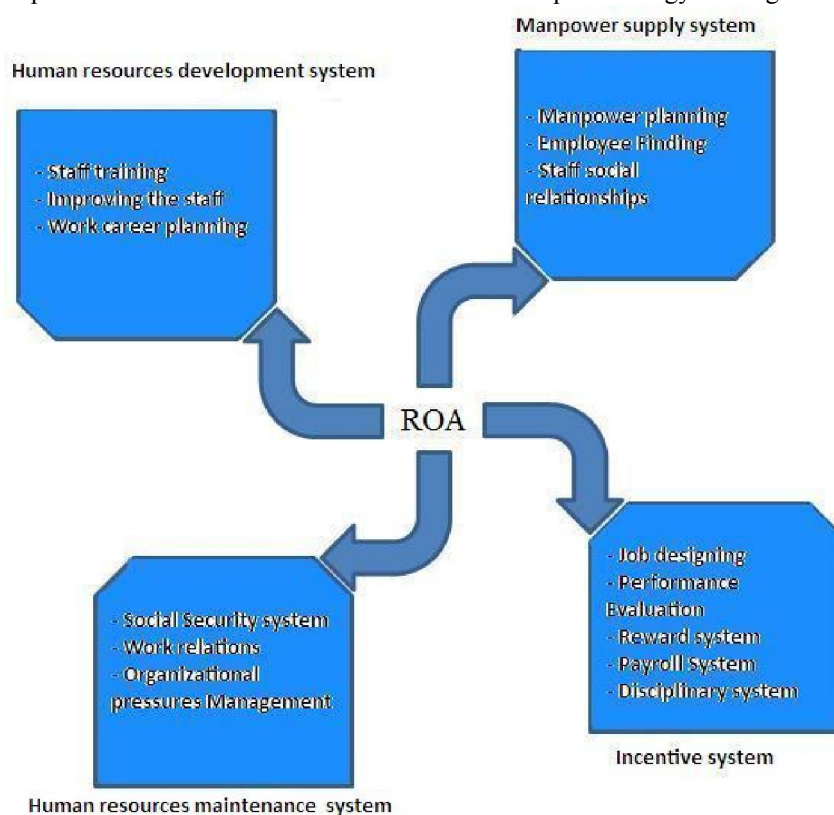 Manpower supply system
Human resources development system
- Manpower planning
- Employee Finding
- Staff social
relationships
- Staff training
- Improving the staff
- Work career planning
ROA
- Job designing
- Performance
Evaluation
- Reward system
- Payroll System
- Disciplinary system
- Social Security system
- Work relations
- Organizational
pressures Management
Incentive system
Human resources maintenance system